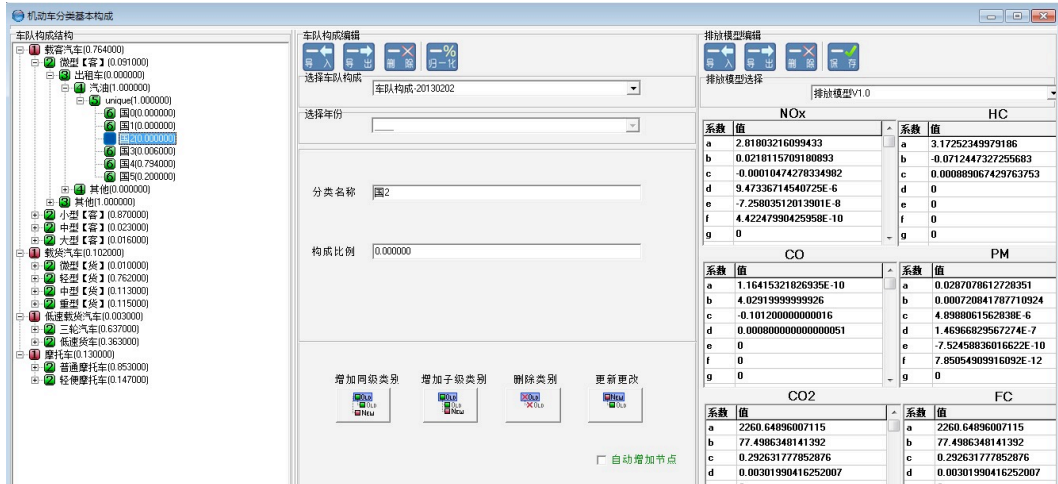 机动车分类基本构成
车队构成结构
1 载客汽车(0.764000)
2 微型【客】(0.091000)
3 出租车(0.000000)
4 汽油(1.000000)
5 unique(1.000000)
6 国0(0.000000)
6 国1(0.000000)
国2(0.000000)
6 国3(0.006000)
6 国4(0.794000)
6 国5(0.200000)
4 其他(0.000000)
3 其他(1.000000)
2 小型【客】(0.870000)
2 中型【客】(0.023000)
2 大型【客】(0.016000)
1 载货汽车(0.102000)
2 微型【货】(0.010000)
2 轻型【货】(0.762000)
2 中型【货】(0.113000)
2 重型【货】(0.115000)
1 低速载货汽车(0.003000)
2 三轮汽车(0.637000)
2 低速货车(0.363000)
1 摩托车(0.130000)
2 普通摩托车(0.853000)
2 轻便摩托车(0.147000)
车队构成编辑
导入 导出 删除 归一化
选择车队构成
车队构成-20130202
选择年份
____
分类名称 国2
构成比例 0.000000
增加同级类别 增加子级类别 删除类别 更新更改
OLD OLD NEW
OLD OLD NEW
OLD OLD
NEW OLD
自动增加节点
排放模型编辑
导入 导出 删除 保存
排放模型选择
排放模型V1.0
NOx
系数 值
a 2.81803216099433
b 0.0218115709180893
c -0.00010474278334982
d 9.47336714540725E-6
e -7.25803512013901E-8
f 4.42247990425958E-10
g 0
HC
系数 值
a 3.17252349979186
b -0.0712447327255683
c 0.000889067429763753
d 0
e 0
f 0
g 0
CO
系数 值
a 1.16415321826935E-10
b 4.02919999999926
c -0.101200000000016
d 0.000800000000000051
e 0
f 0
g 0
PM
系数 值
a 0.0287078612728351
b 0.000720841787710924
c 4.8988061562838E-6
d 1.46966829567274E-7
e -7.52458836016622E-10
f 7.85054909916092E-12
g 0
CO2
系数 值
a 2260.64896007115
b 77.4986348141392
c 0.292631777852876
d 0.00301990416252007
FC
系数 值
a 2260.64896007115
b 77.4986348141392
c 0.292631777852876
d 0.00301990416252007